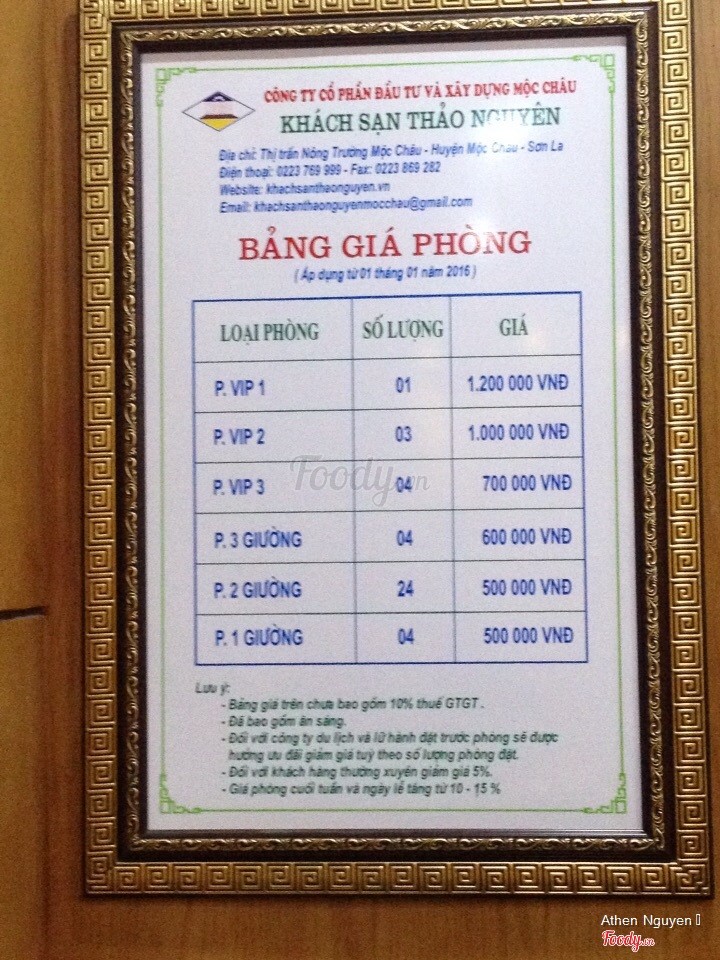 CÔNG TY CỔ PHẦN ĐẦU TƯ VÀ XÂY DỰNG MỘC CHÂU
KHÁCH SẠN THẢO NGUYÊN
Địa chỉ: Thị trấn Nông Trường Mộc Châu - Huyện Mộc Châu - Sơn La
Điện thoại: 0223 769 999 - Fax: 0223 869 282
Website: khachsanthaonguyen.vn
Email: khachsanthaonguyenmocchau@gmail.com
BẢNG GIÁ PHÒNG
( Áp dụng từ 01 tháng 01 năm 2016 )
LOẠI PHÒNG SỐ LƯỢNG GIÁ
P. VIP 1 01 1.200 000 VNĐ
P. VIP 2 03 1.000 000 VNĐ
P. VIP 3 04 700 000 VNĐ
P. 3 GIƯỜNG 04 600 000 VNĐ
P. 2 GIƯỜNG 24 500 000 VNĐ
P. 1 GIƯỜNG 04 500 000 VNĐ
Lưu ý:
- Bảng giá trên chưa bao gồm 10% thuế GTGT .
- Đã bao gồm ăn sáng.
- Đối với công ty du lịch và lữ hành đặt trước phòng sẽ được
hưởng ưu đãi giảm giá tuỳ theo số lượng phòng đặt.
- Đối với khách hàng thường xuyên giảm giá 5%.
- Giá phòng cuối tuần và ngày lễ tăng từ 10 - 15 %
Foody.vn
Athen Nguyen
Foody.vn